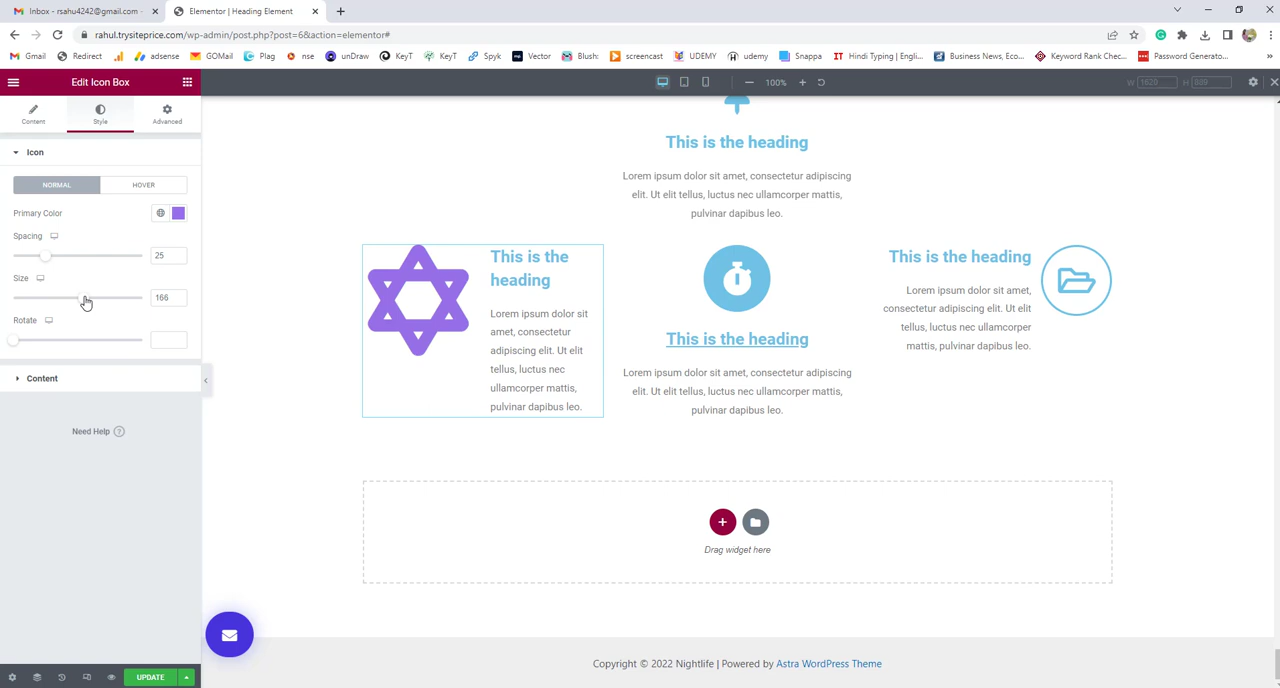 Inbox - rsahu4242@gmail.com -
Elementor | Heading Element
rahul.trysiteprice.com/wp-admin/post.php?post=6&action=elementor#
Gmail
Redirect
adsense
GOMail
Plag
nse
unDraw
KeyT
KeyT
Spyk
Vector
Blush:
screencast
UDEMY
udemy
Snappa
Hindi Typing | Engli...
Business News, Eco...
Keyword Rank Chec...
Password Generato...
Edit Icon Box
100%
W 1620 H 889
Content
Style
Advanced
Icon
NORMAL
HOVER
Primary Color
Spacing
25
Size
166
Rotate
Content
Need Help ?
UPDATE
This is the heading
Lorem ipsum dolor sit amet, consectetur adipiscing
elit. Ut elit tellus, luctus nec ullamcorper mattis,
pulvinar dapibus leo.
This is the
heading
Lorem ipsum dolor sit
amet, consectetur
adipiscing elit. Ut elit
tellus, luctus nec
ullamcorper mattis,
pulvinar dapibus leo.
This is the heading
Lorem ipsum dolor sit amet, consectetur adipiscing
elit. Ut elit tellus, luctus nec ullamcorper mattis,
pulvinar dapibus leo.
This is the heading
Lorem ipsum dolor sit amet,
consectetur adipiscing elit. Ut elit
tellus, luctus nec ullamcorper
mattis, pulvinar dapibus leo.
Drag widget here
Copyright © 2022 Nightlife | Powered by Astra WordPress Theme